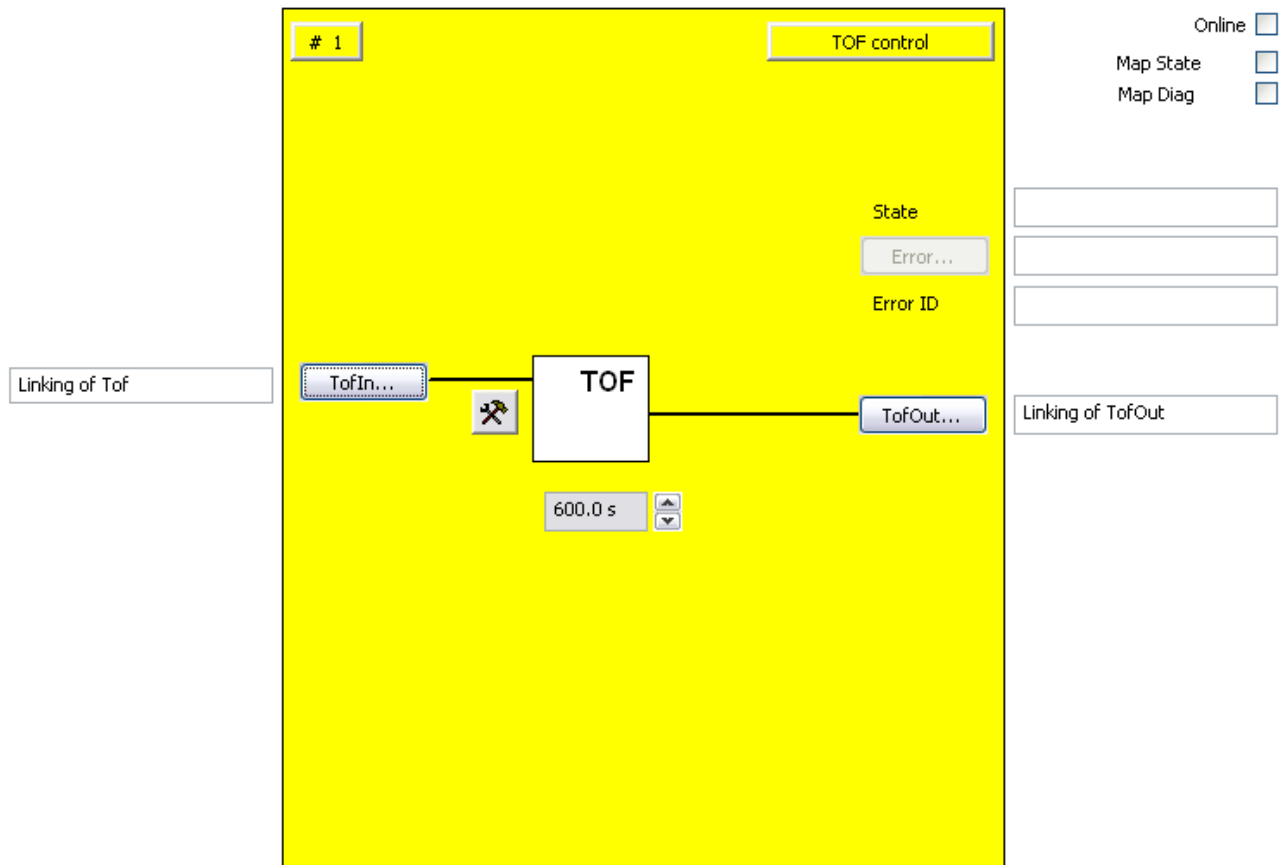 # 1
TOF control
Online
Map State
Map Diag
State
Error...
Error ID
Linking of Tof
TofIn...
TOF
TofOut...
Linking of TofOut
600.0 s